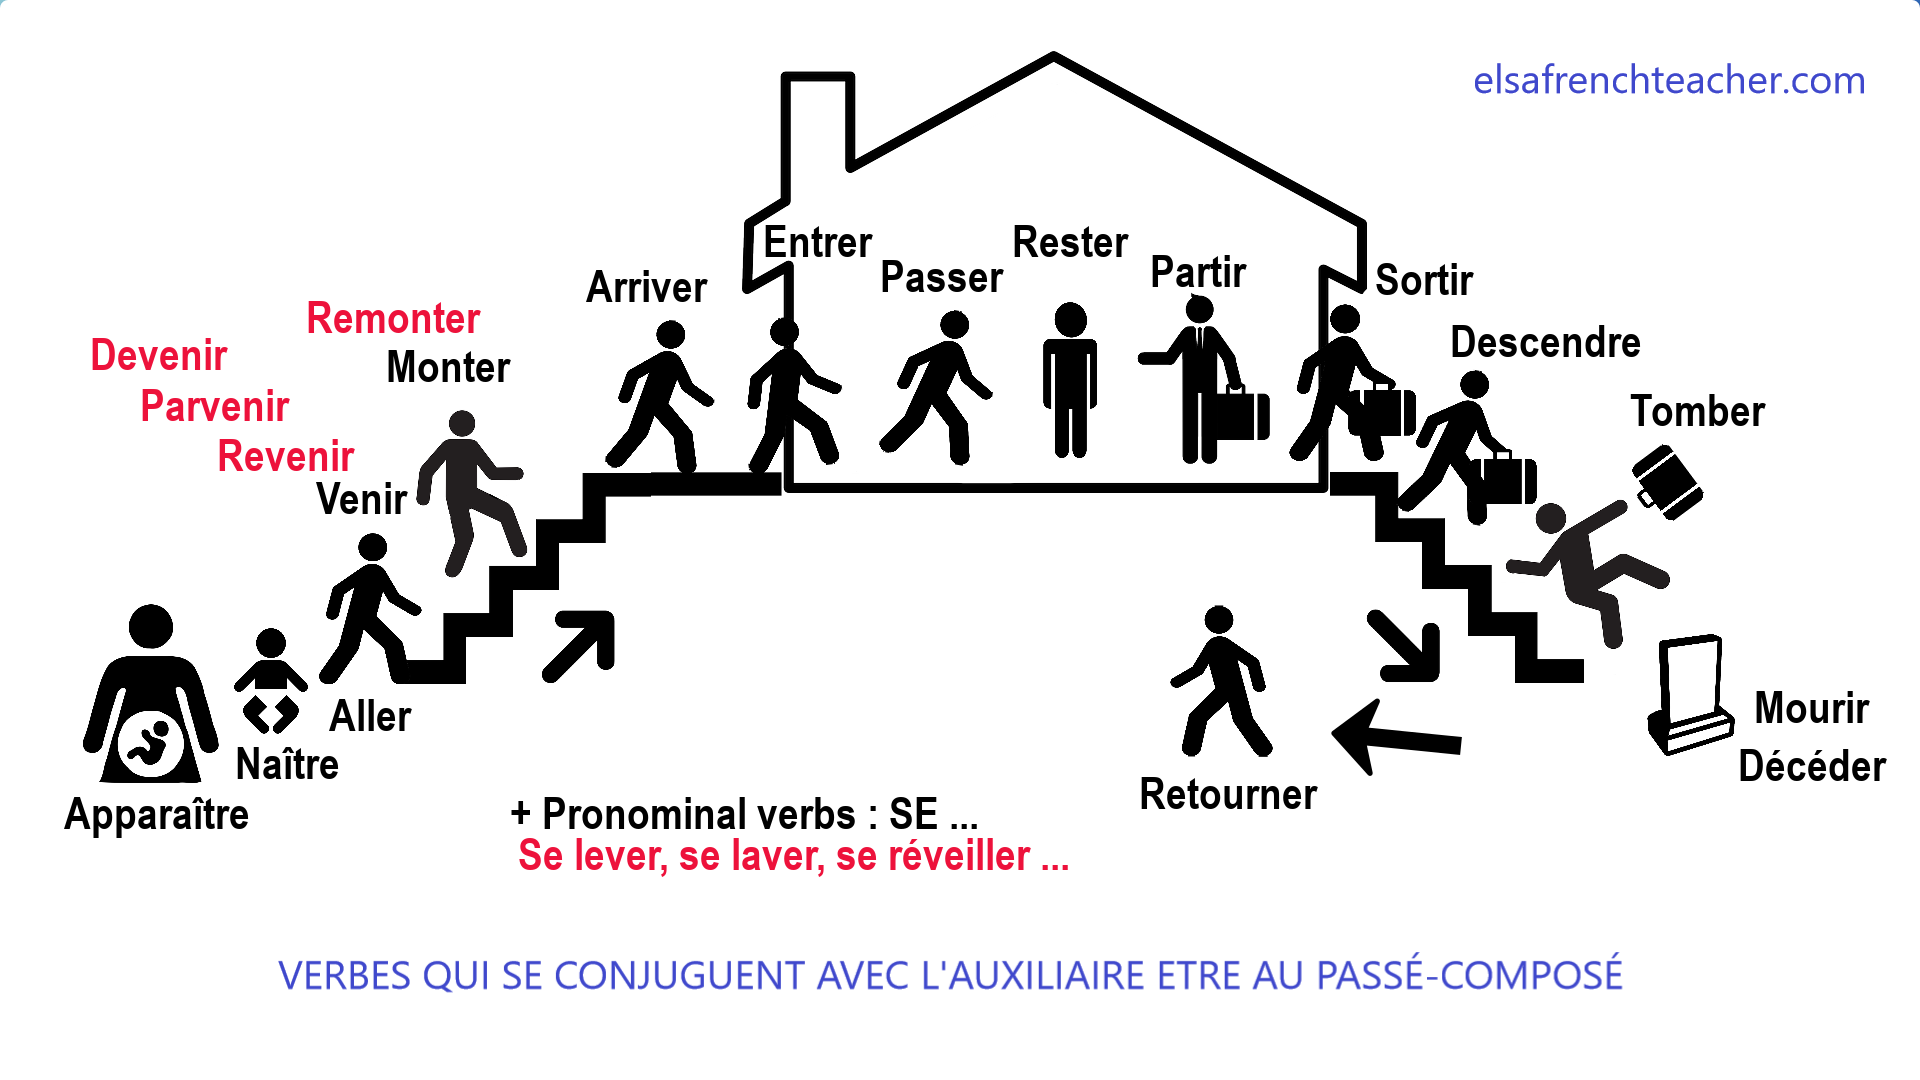 elsafrenchteacher.com
Entrer
Rester
Passer
Partir
Sortir
Arriver
Remonter
Devenir
Monter
Descendre
Parvenir
Tomber
Revenir
Venir
Aller
Naître
Apparaître
Mourir
Décéder
Retourner
+ Pronominal verbs : SE ...
Se lever, se laver, se réveiller ...
VERBES QUI SE CONJUGUENT AVEC L'AUXILIAIRE ETRE AU PASSÉ-COMPOSÉ